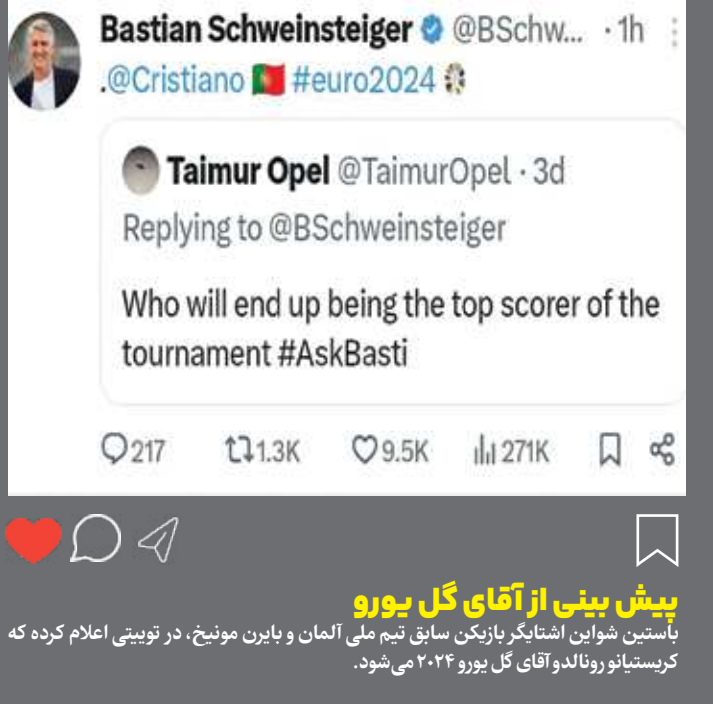 Bastian Schweinsteiger @BSchw... · 1h
.@Cristiano 🇵🇹 #euro2024
Taimur Opel @TaimurOpel · 3d
Replying to @BSchweinsteiger
Who will end up being the top scorer of the
tournament #AskBasti
217 1.3K 9.5K 271K
پیش بینی از آقای گل یورو
باستین شواین اشتایگر بازیکن سابق تیم ملی آلمان و بایرن مونیخ، در توییتی اعلام کرده که
کریستیانو رونالدو آقای گل یورو ۲۰۲۴ می‌شود.